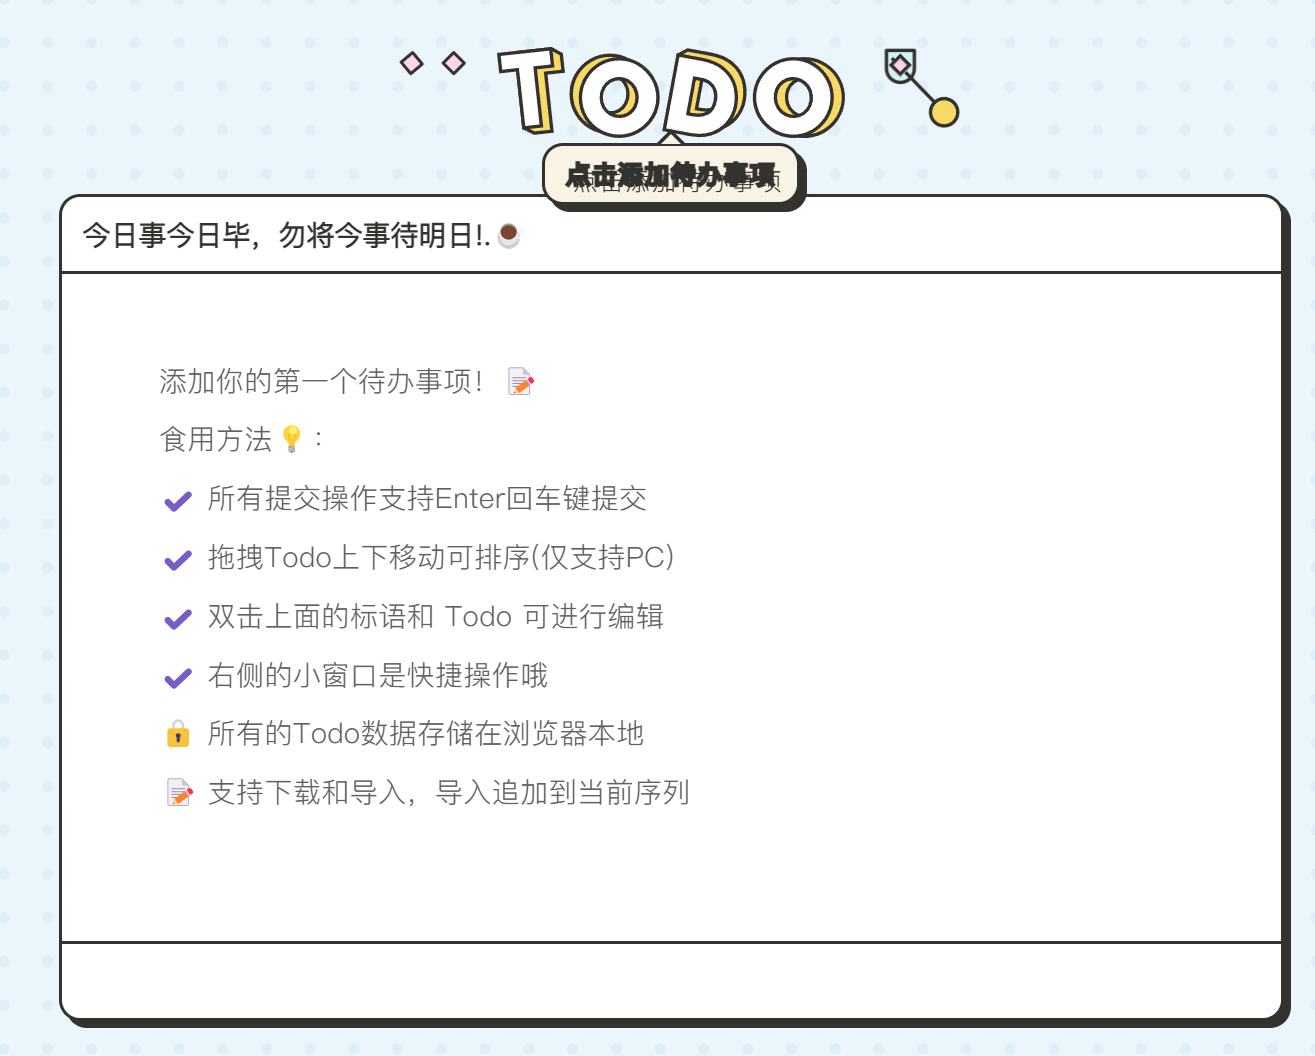 TODO
点击添加待办事项
今日事今日毕，勿将今事待明日!.☕
添加你的第一个待办事项！📝
食用方法💡：
✔ 所有提交操作支持Enter回车键提交
✔ 拖拽Todo上下移动可排序(仅支持PC)
✔ 双击上面的标语和 Todo 可进行编辑
✔ 右侧的小窗口是快捷操作哦
🔒 所有的Todo数据存储在浏览器本地
📝 支持下载和导入，导入追加到当前序列